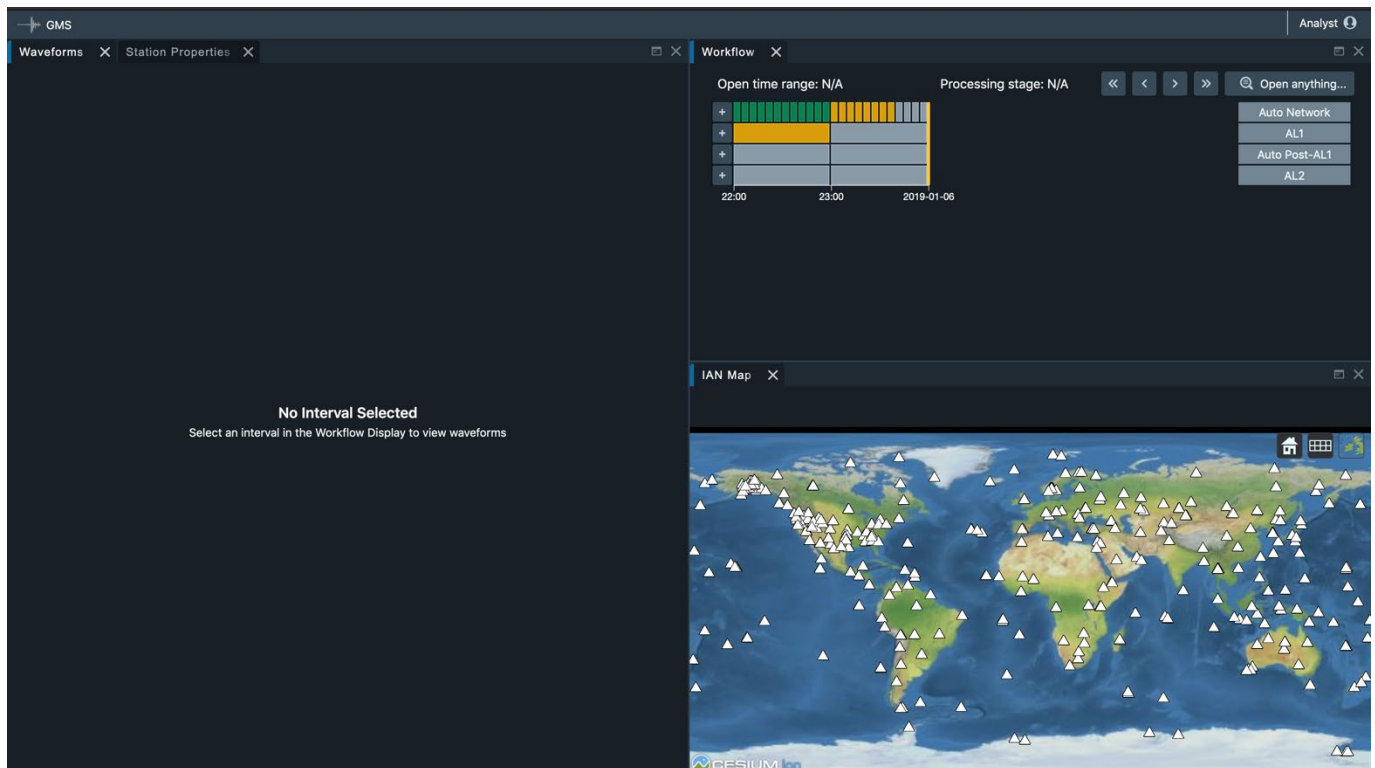 GMS
Analyst
Waveforms
Station Properties
Workflow
Open time range: N/A
Processing stage: N/A
Open anything...
Auto Network
AL1
Auto Post-AL1
AL2
22:00
23:00
2019-01-06
No Interval Selected
Select an interval in the Workflow Display to view waveforms
IAN Map
CESIUM ion